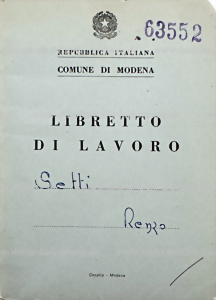 63552
REPUBBLICA ITALIANA
COMUNE DI MODENA
LIBRETTO
DI LAVORO
Setti
Renzo